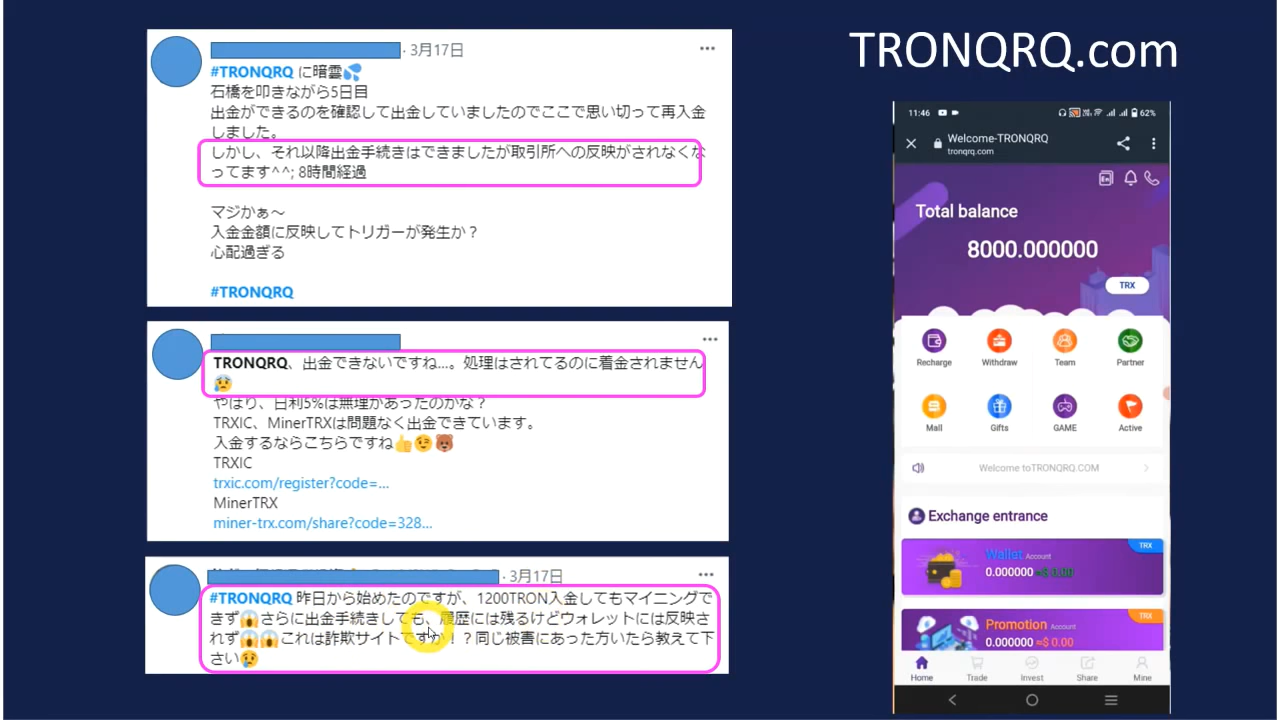 TRONQRQ.com
· 3月17日
#TRONQRQ に暗雲💦
石橋を叩きながら5日目
出金ができるのを確認して出金していましたのでここで思い切って再入金
しました。
しかし、それ以降出金手続きはできましたが取引所への反映がされなくな
ってます^^; 8時間経過
マジかぁ～
入金金額に反映してトリガーが発生か？
心配過ぎる
#TRONQRQ
TRONQRQ、出金できないですね...。処理はされてるのに着金されません
😰
やはり、日利5%は無理があったのかな？
TRXIC、MinerTRXは問題なく出金できています。
入金するならこちらですね👍😉🐻
TRXIC
trxic.com/register?code=...
MinerTRX
miner-trx.com/share?code=328...
· 3月17日
#TRONQRQ 昨日から始めたのですが、1200TRON入金してもマイニングで
きず😱さらに出金手続きしても、履歴には残るけどウォレットには反映さ
れず😱😱これは詐欺サイトですか！？同じ被害にあった方いたら教えて下
さい😢
11:46
62%
Welcome-TRONQRQ
tronqrq.com
Total balance
8000.000000
TRX
Recharge Withdraw Team Partner
Mall Gifts GAME Active
Welcome toTRONQRQ.COM
Exchange entrance
TRX
Wallet Account
0.000000 ≈$ 0.00
TRX
Promotion Account
0.000000 ≈$ 0.00
Home Trade Invest Share Mine